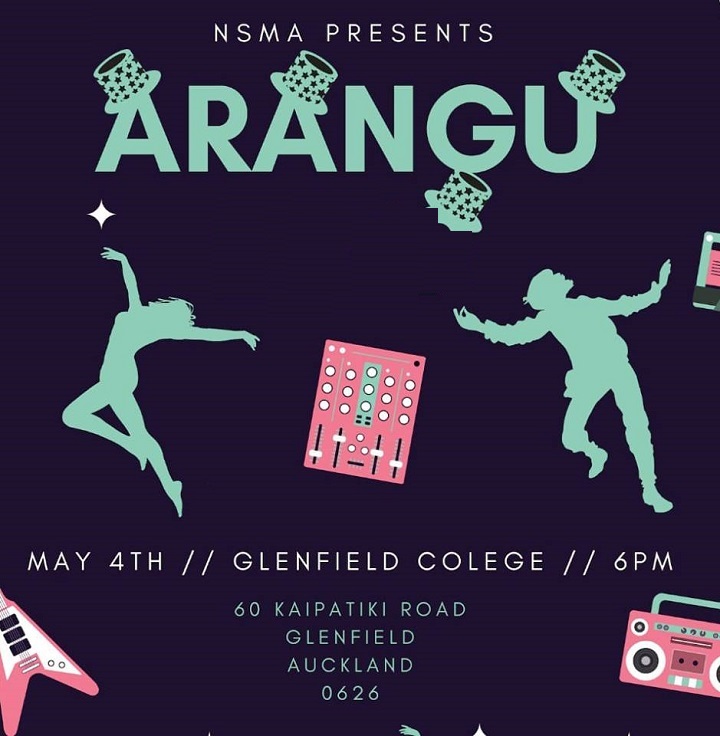 NSMA PRESENTS
ARANGU
MAY 4TH // GLENFIELD COLEGE // 6PM
60 KAIPATIKI ROAD
GLENFIELD
AUCKLAND
0626